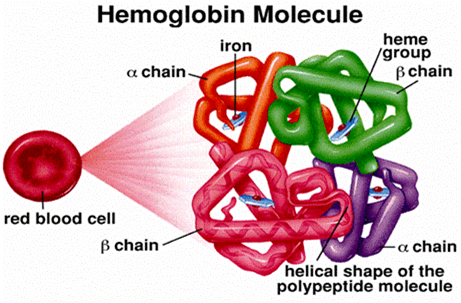 Hemoglobin Molecule
iron
heme
group
α chain
β chain
red blood cell
β chain
α chain
helical shape of the
polypeptide molecule